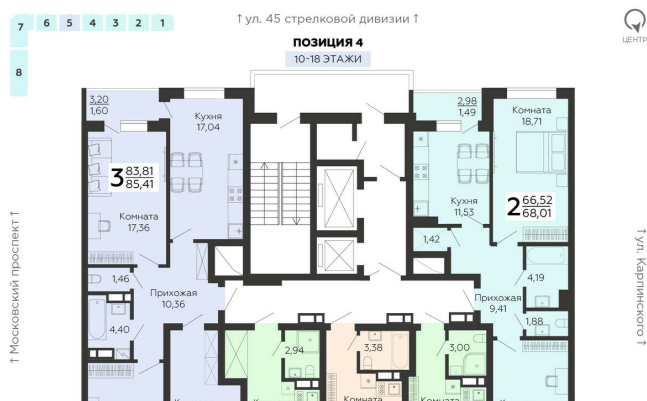 ↑ ул. 45 стрелковой дивизии ↑
7 6 5 4 3 2 1
8
ЦЕНТР
ПОЗИЦИЯ 4
10-18 ЭТАЖИ
3,20
1,60
Кухня
17,04
2,98
1,49
Комната
18,71
3 83,81
85,41
Комната
17,36
Кухня
11,53
2 66,52
68,01
1,42
1,46
Прихожая
10,36
4,19
Прихожая
9,41
4,40
1,88
2,94
3,38
3,00
Комната
Комната
↑ Московский проспект ↑
↑ ул. Карпинского ↑